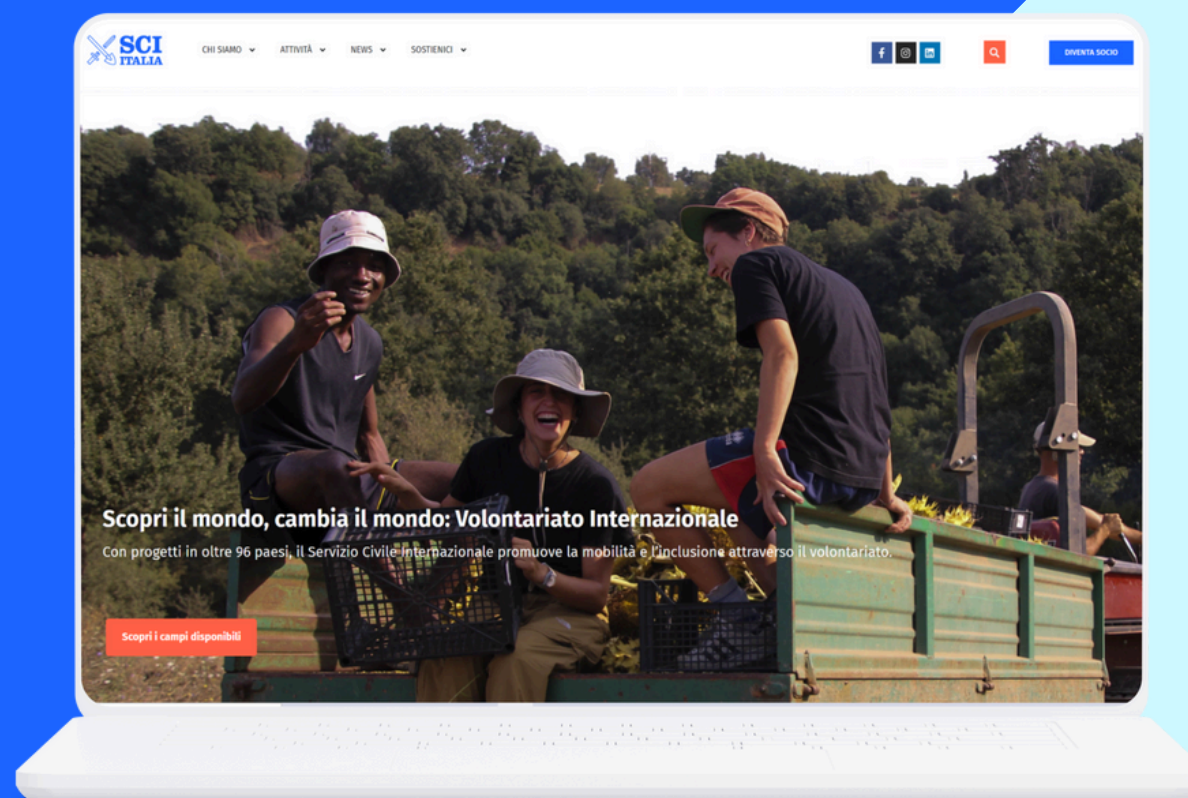 SCI
ITALIA
CHI SIAMO
ATTIVITÀ
NEWS
SOSTIENICI
DIVENTA SOCIO
Scopri il mondo, cambia il mondo: Volontariato Internazionale
Con progetti in oltre 96 paesi, il Servizio Civile Internazionale promuove la mobilità e l'inclusione attraverso il volontariato.
Scopri i campi disponibili